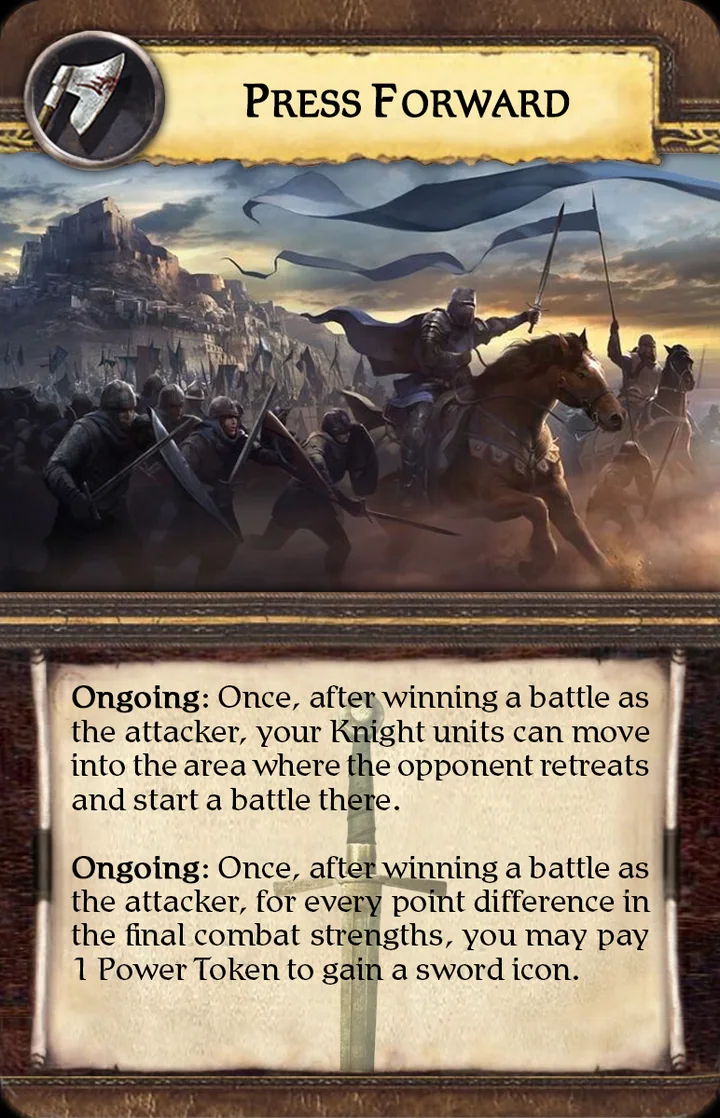 Press Forward
Ongoing: Once, after winning a battle as
the attacker, your Knight units can move
into the area where the opponent retreats
and start a battle there.
Ongoing: Once, after winning a battle as
the attacker, for every point difference in
the final combat strengths, you may pay
1 Power Token to gain a sword icon.